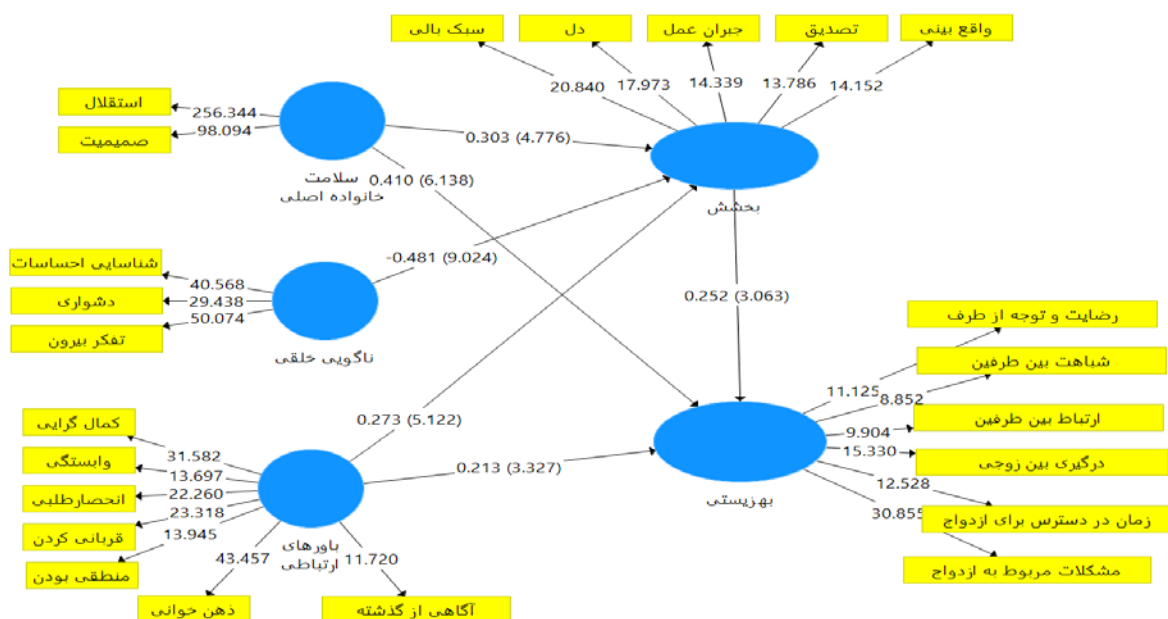 سبک بالی
دل
جبران عمل
تصدیق
واقع بینی
20.840
17.973
14.339
13.786
14.152
استقلال
صمیمیت
256.344
98.094
سلامت
خانواده اصلی
0.303 (4.776)
0.410 (6.138)
بخشش
شناسایی احساسات
دشواری
تفکر بیرون
40.568
29.438
50.074
ناگویی خلقی
-0.481 (9.024)
0.252 (3.063)
رضایت و توجه از طرف
شباهت بین طرفین
ارتباط بین طرفین
درگیری بین زوجی
زمان در دسترس برای ازدواج
مشکلات مربوط به ازدواج
11.125
8.852
9.904
15.330
12.528
30.855
بهزیستی
0.273 (5.122)
0.213 (3.327)
کمال گرایی
وابستگی
انحصارطلبی
قربانی کردن
منطقی بودن
ذهن خوانی
آگاهی از گذشته
31.582
13.697
22.260
23.318
13.945
43.457
11.720
باورهای
ارتباطی